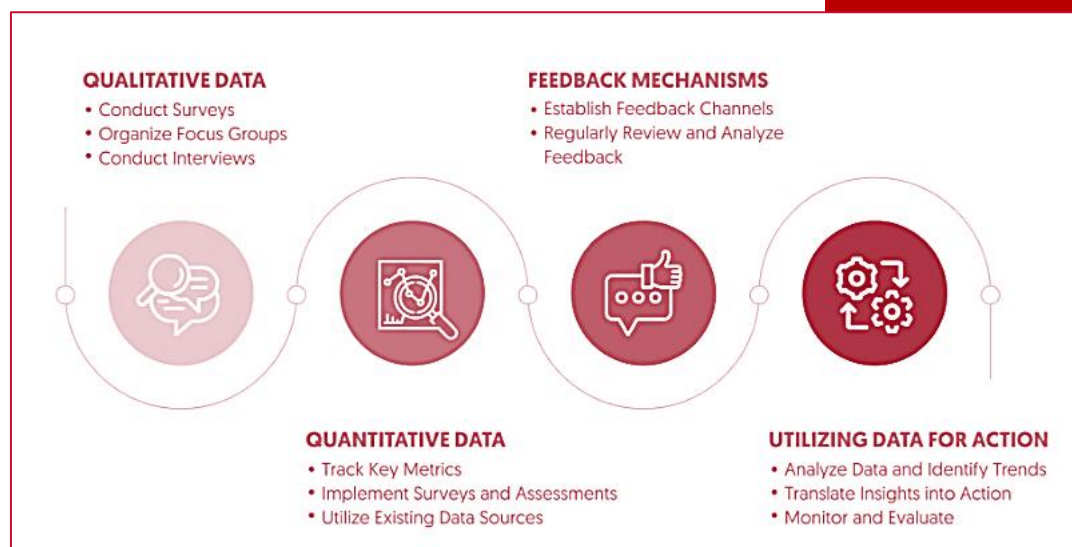 QUALITATIVE DATA
• Conduct Surveys
• Organize Focus Groups
• Conduct Interviews
QUANTITATIVE DATA
• Track Key Metrics
• Implement Surveys and Assessments
• Utilize Existing Data Sources
FEEDBACK MECHANISMS
• Establish Feedback Channels
• Regularly Review and Analyze
Feedback
UTILIZING DATA FOR ACTION
• Analyze Data and Identify Trends
• Translate Insights into Action
• Monitor and Evaluate